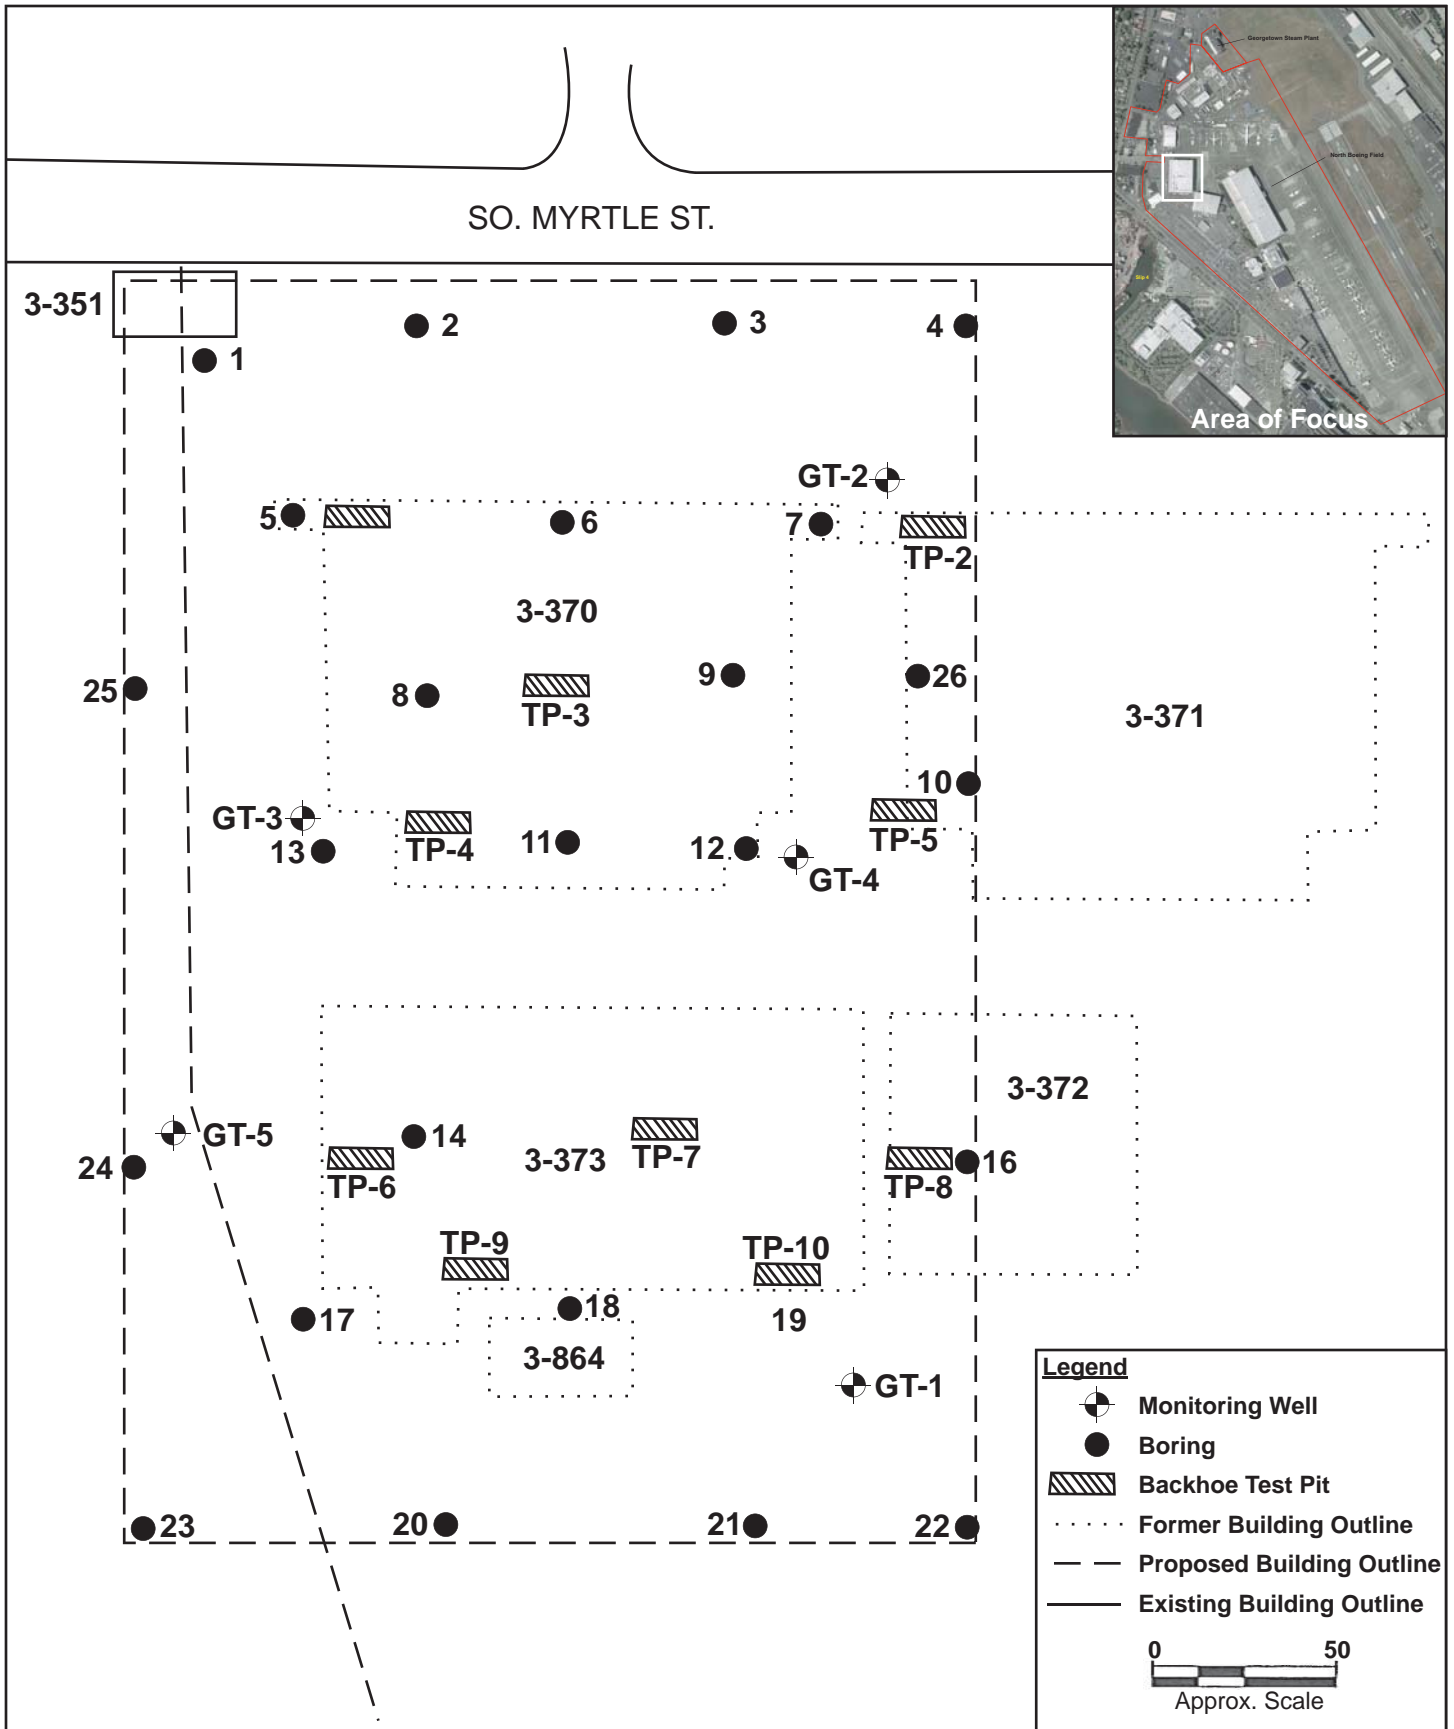 Georgetown Steam Plant
North Boeing Field
Slip 4
Area of Focus
SO. MYRTLE ST.
3-351
1
2
3
4
GT-2
5
6
7
TP-2
3-370
25
8
TP-3
9
26
3-371
10
GT-3
13
TP-4
11
12
GT-4
TP-5
3-372
24
GT-5
14
TP-6
3-373
TP-7
TP-8
16
TP-9
TP-10
17
18
19
3-864
GT-1
23
20
21
22
Legend
Monitoring Well
Boring
Backhoe Test Pit
Former Building Outline
Proposed Building Outline
Existing Building Outline
0 50
Approx. Scale